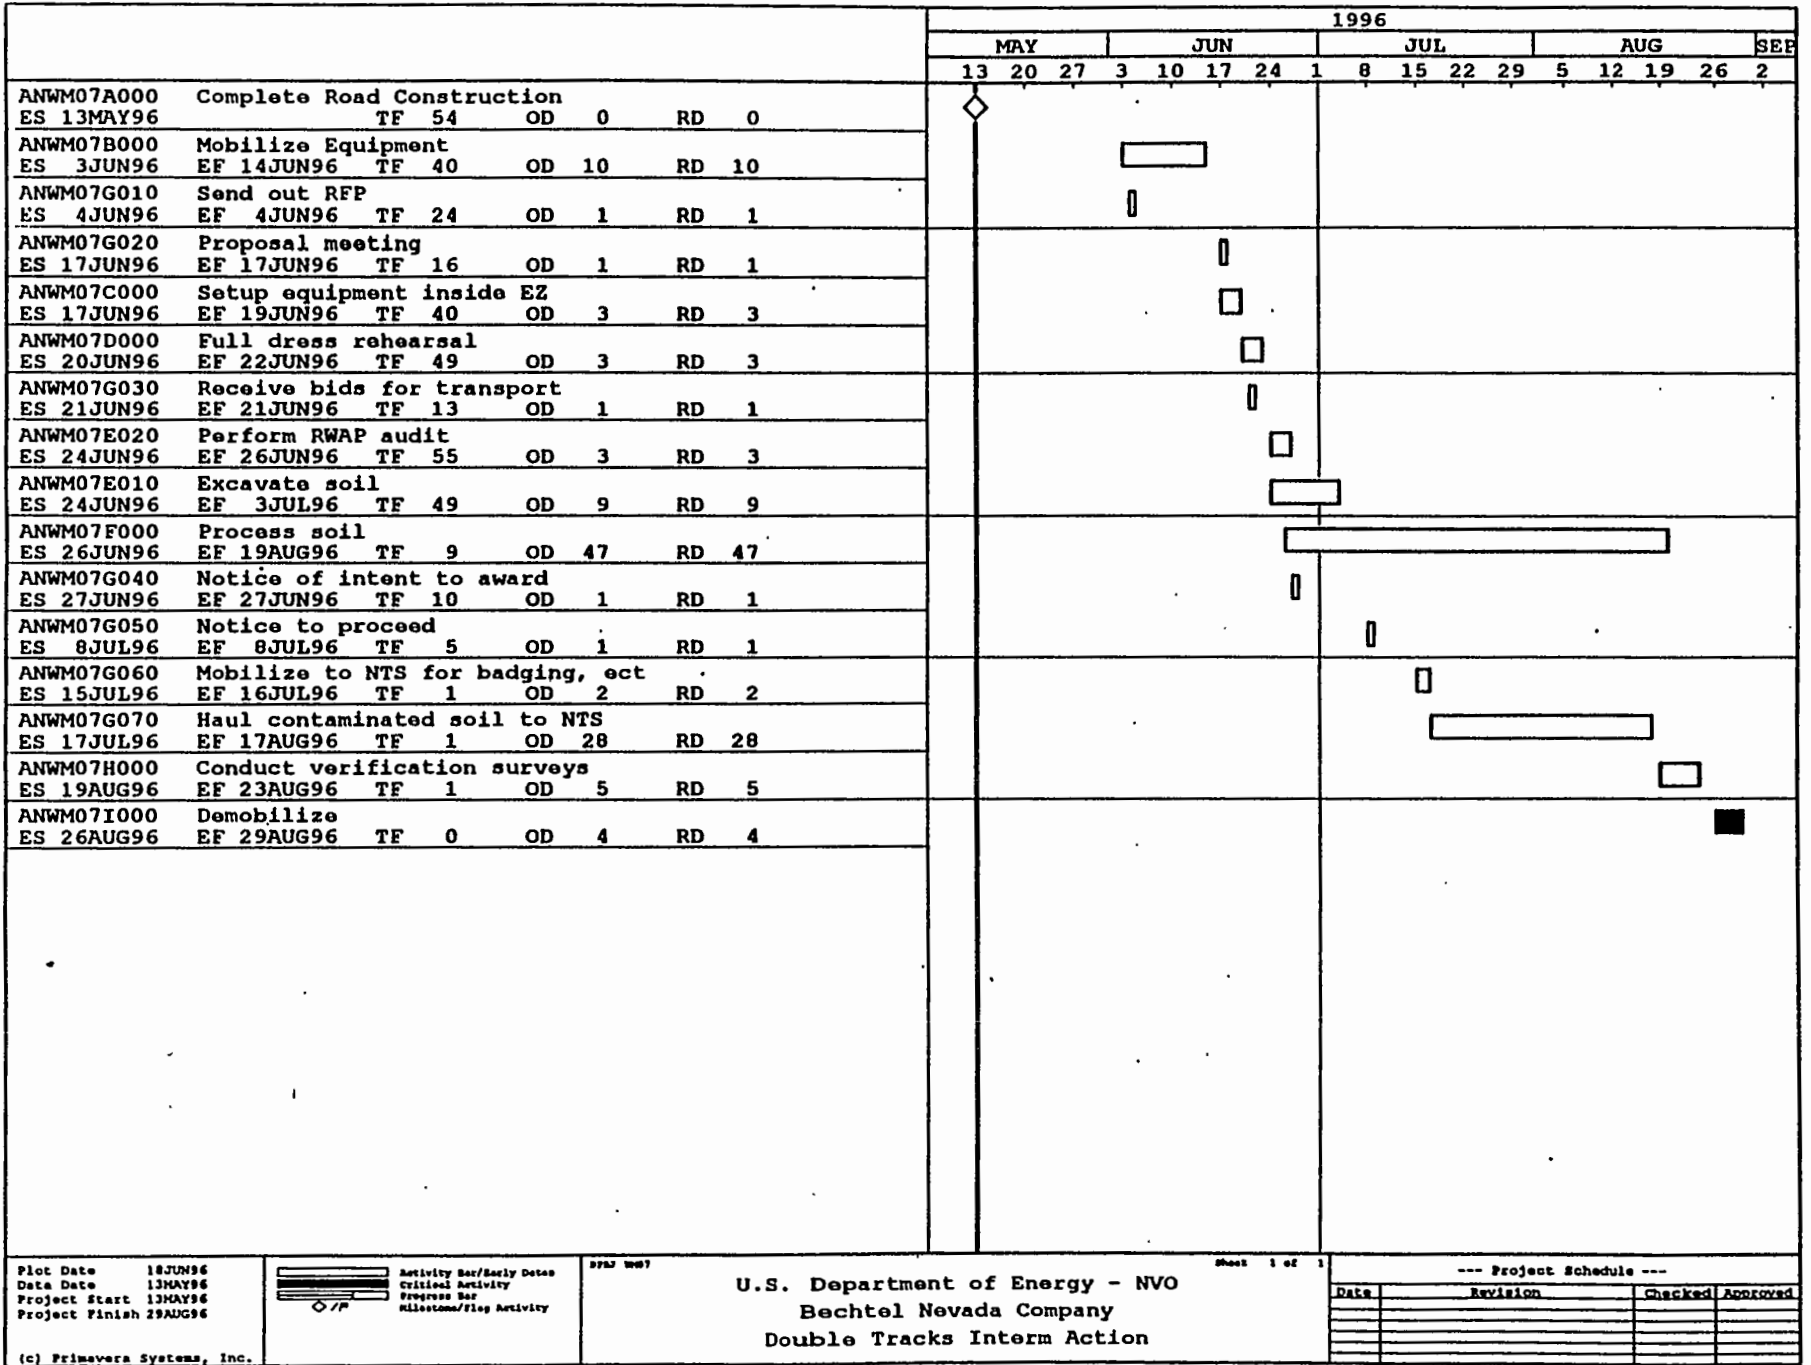 1996
MAY JUN JUL AUG SEP
13 20 27 3 10 17 24 1 8 15 22 29 5 12 19 26 2
ANWM07A000 Complete Road Construction
ES 13MAY96 TF 54 OD 0 RD 0
ANWM07B000 Mobilize Equipment
ES 3JUN96 EF 14JUN96 TF 40 OD 10 RD 10
ANWM07G010 Send out RFP
ES 4JUN96 EF 4JUN96 TF 24 OD 1 RD 1
ANWM07G020 Proposal meeting
ES 17JUN96 EF 17JUN96 TF 16 OD 1 RD 1
ANWM07C000 Setup equipment inside EZ
ES 17JUN96 EF 19JUN96 TF 40 OD 3 RD 3
ANWM07D000 Full dress rehearsal
ES 20JUN96 EF 22JUN96 TF 49 OD 3 RD 3
ANWM07G030 Receive bids for transport
ES 21JUN96 EF 21JUN96 TF 13 OD 1 RD 1
ANWM07E020 Perform RWAP audit
ES 24JUN96 EF 26JUN96 TF 55 OD 3 RD 3
ANWM07E010 Excavate soil
ES 24JUN96 EF 3JUL96 TF 49 OD 9 RD 9
ANWM07F000 Process soil
ES 26JUN96 EF 19AUG96 TF 9 OD 47 RD 47
ANWM07G040 Notice of intent to award
ES 27JUN96 EF 27JUN96 TF 10 OD 1 RD 1
ANWM07G050 Notice to proceed
ES 8JUL96 EF 8JUL96 TF 5 OD 1 RD 1
ANWM07G060 Mobilize to NTS for badging, ect
ES 15JUL96 EF 16JUL96 TF 1 OD 2 RD 2
ANWM07G070 Haul contaminated soil to NTS
ES 17JUL96 EF 17AUG96 TF 1 OD 28 RD 28
ANWM07H000 Conduct verification surveys
ES 19AUG96 EF 23AUG96 TF 1 OD 5 RD 5
ANWM07I000 Demobilize
ES 26AUG96 EF 29AUG96 TF 0 OD 4 RD 4
Plot Date 18JUN96
Data Date 13MAY96
Project Start 13MAY96
Project Finish 29AUG96
(c) Primavera Systems, Inc.
Activity Bar/Early Dates
Critical Activity
Progress Bar
◇/P Milestone/Flag Activity
Sheet 1 of 1
U.S. Department of Energy - NVO
Bechtel Nevada Company
Double Tracks Interm Action
--- Project Schedule ---
Date Revision Checked Approved